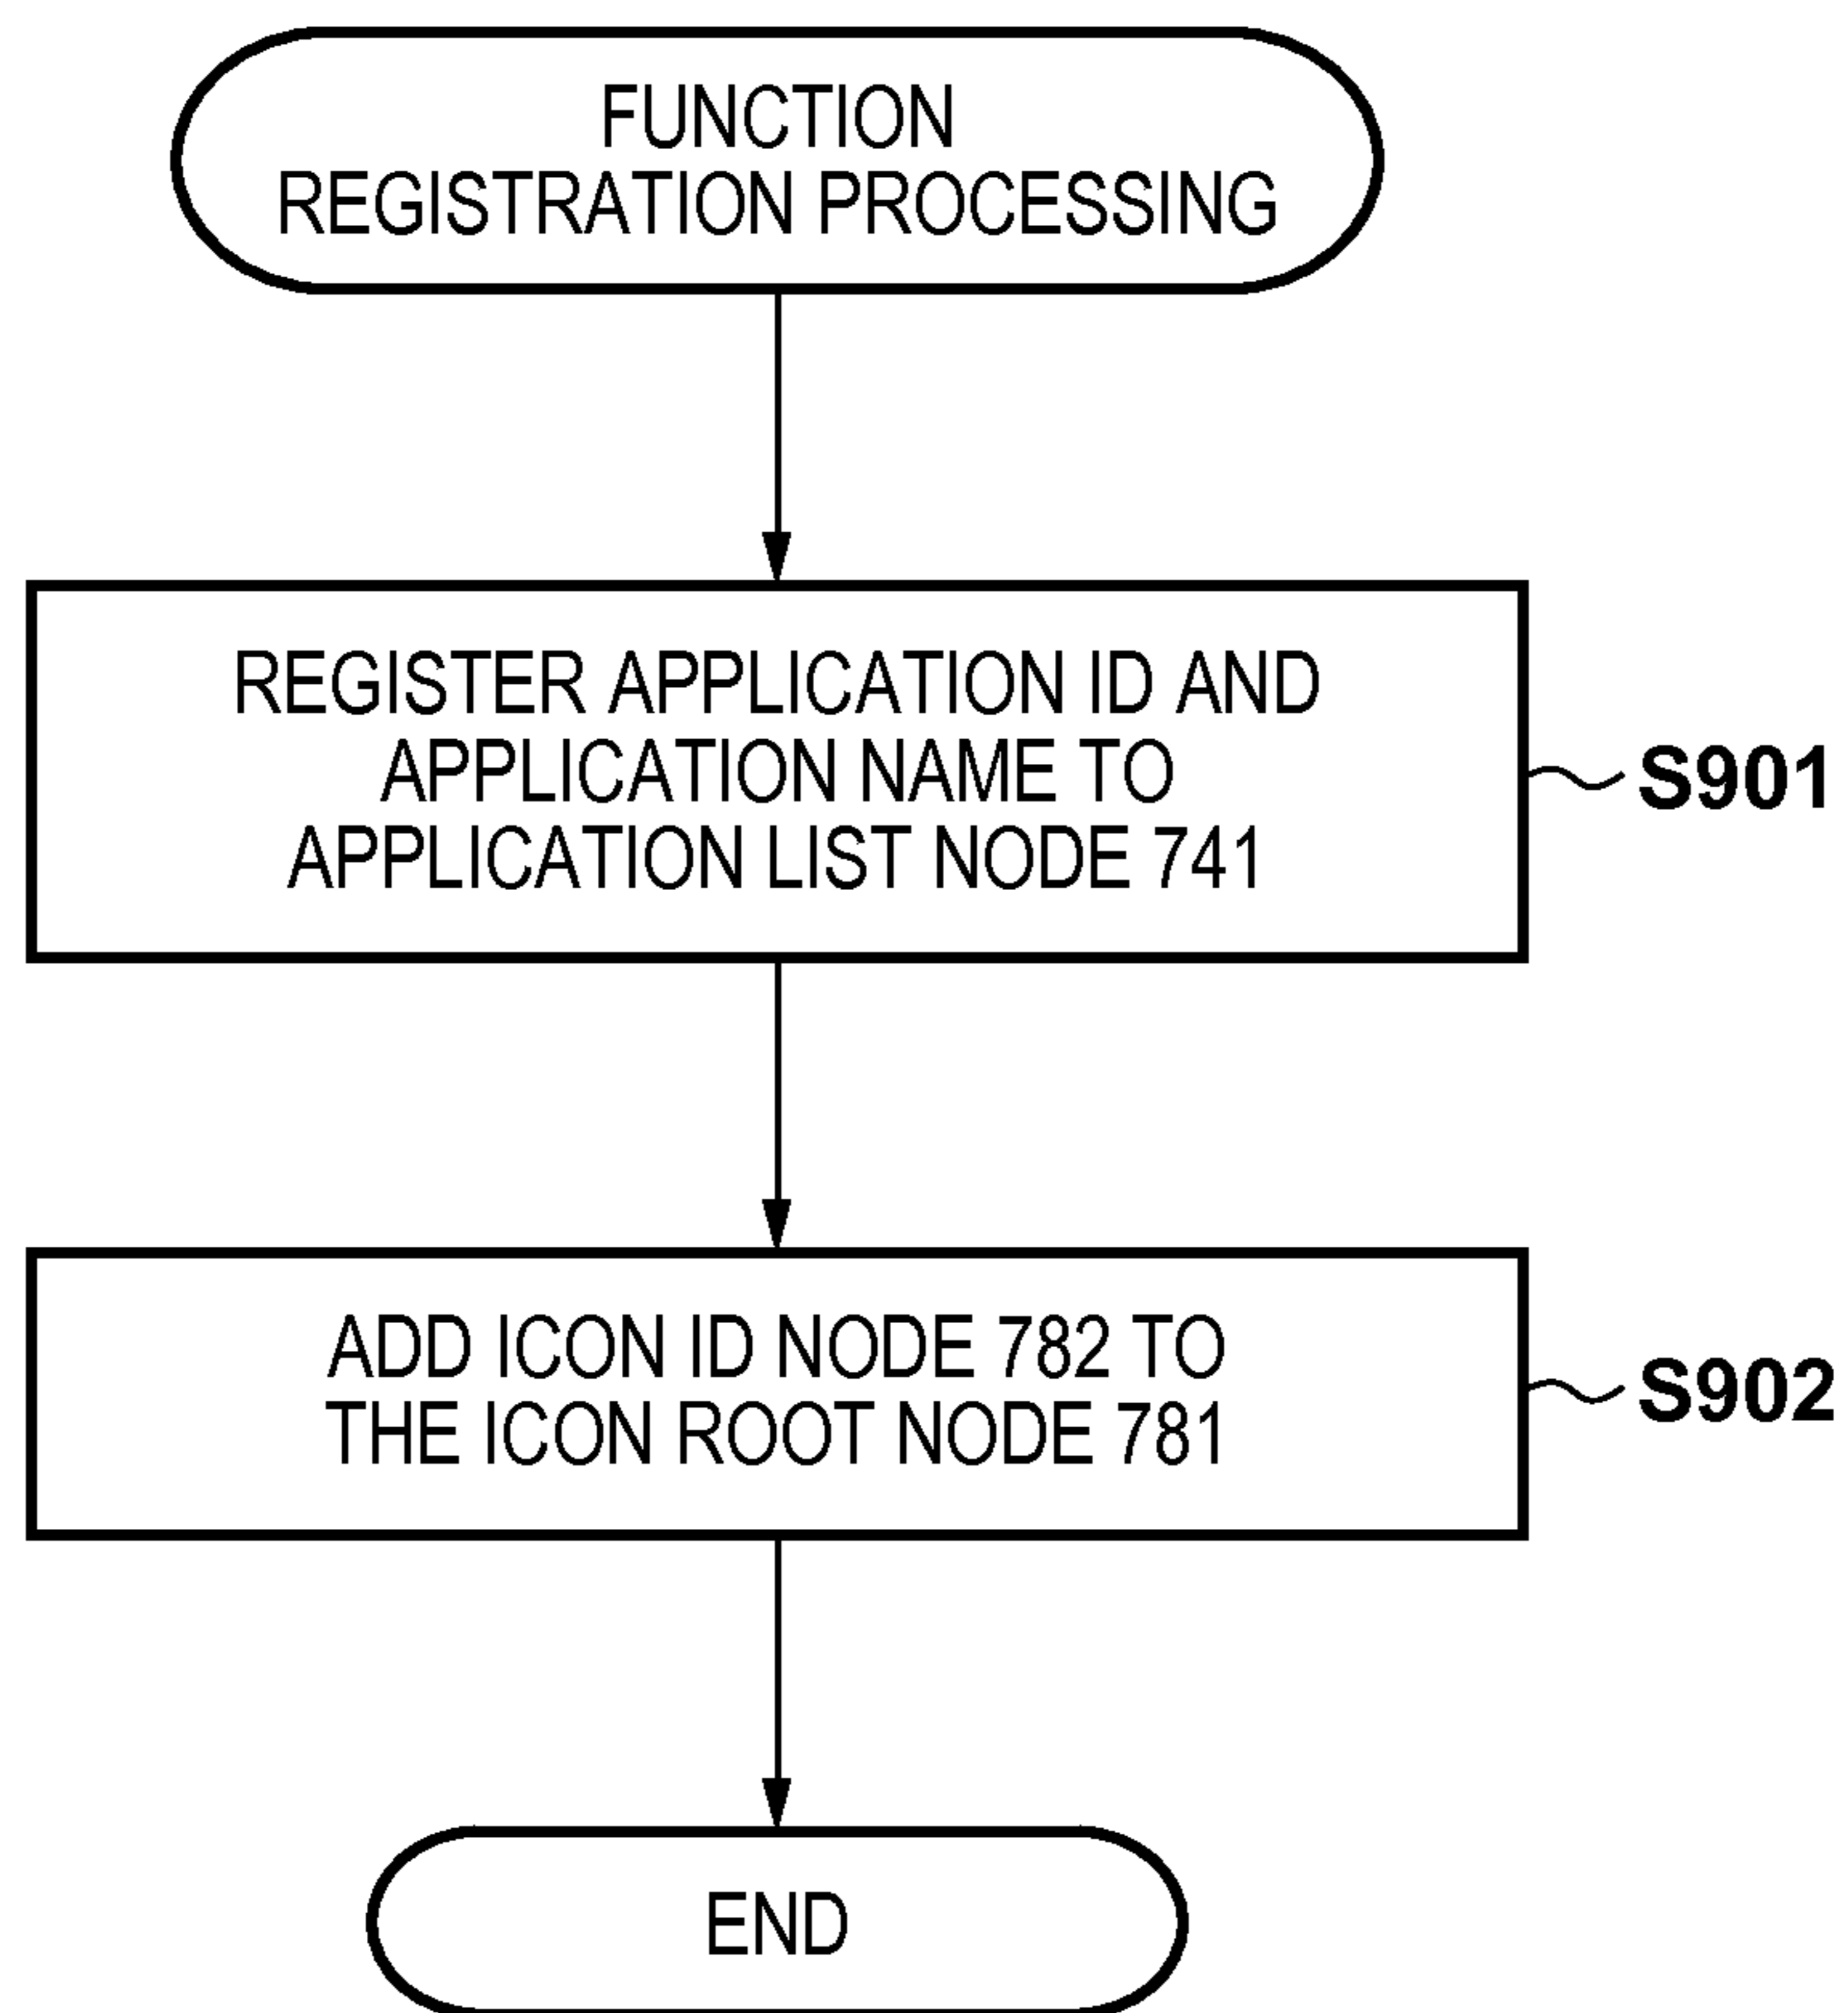 FUNCTION
REGISTRATION PROCESSING
REGISTER APPLICATION ID AND
APPLICATION NAME TO
APPLICATION LIST NODE 741
S901
ADD ICON ID NODE 782 TO
THE ICON ROOT NODE 781
S902
END